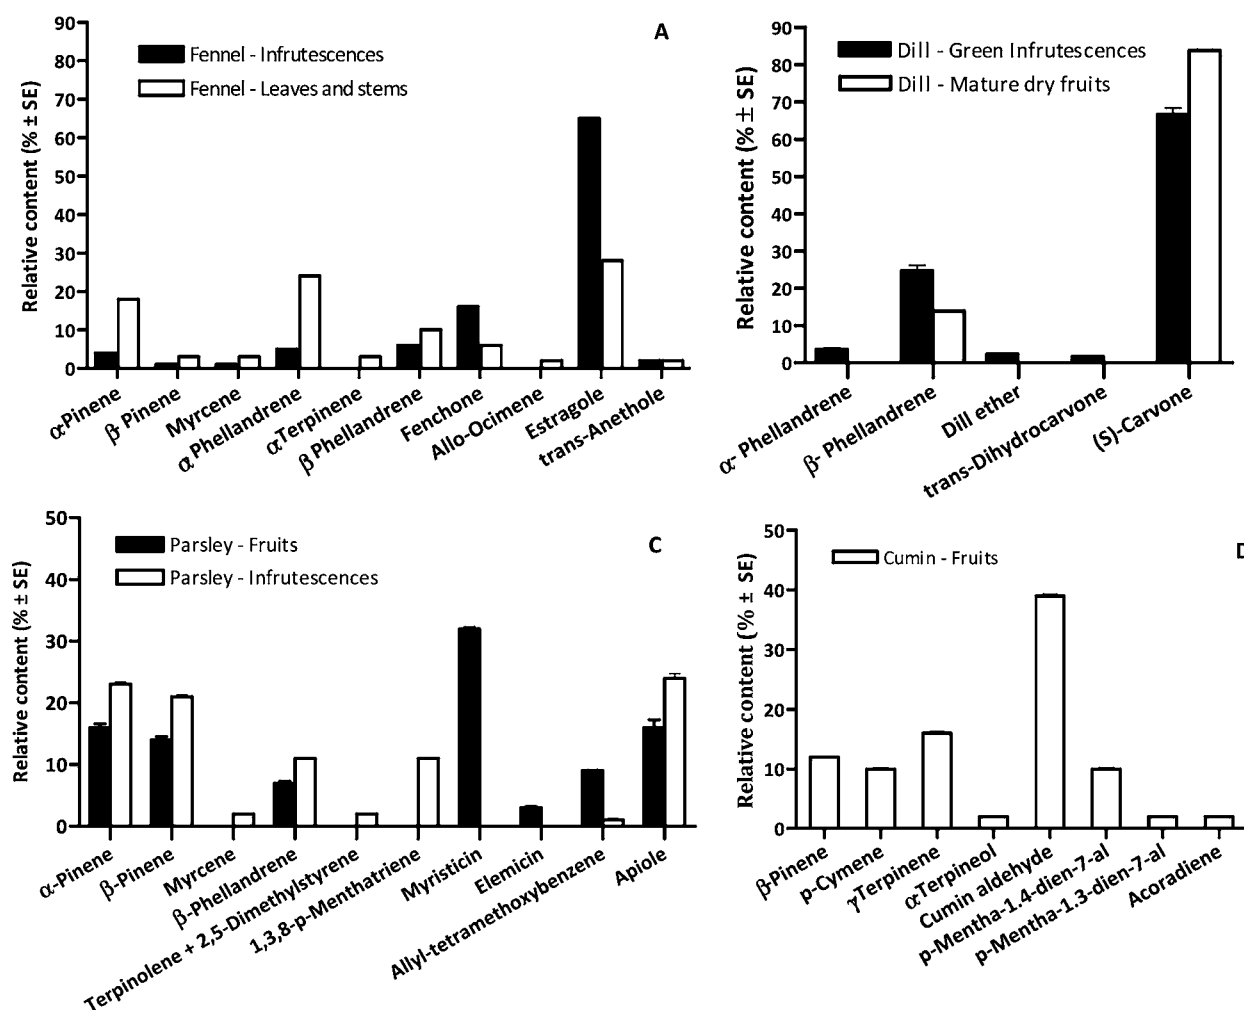 A
Relative content (% ± SE)
90
80
70
60
50
40
30
20
10
0
Fennel - Infrutescences
Fennel - Leaves and stems
α-Pinene
β Pinene
Myrcene
α Phellandrene
α Terpinene
β Phellandrene
Fenchone
Allo-Ocimene
Estragole
trans-Anethole
Relative content (% ± SE)
90
80
70
60
50
40
30
20
10
0
Dill - Green Infrutescences
Dill - Mature dry fruits
α- Phellandrene
β- Phellandrene
Dill ether
trans-Dihydrocarvone
(S)-Carvone
C
Relative content (% ± SE)
50
40
30
20
10
0
Parsley - Fruits
Parsley - Infrutescences
α-Pinene
β-Pinene
Myrcene
β-Phellandrene
Terpinolene + 2,5-Dimethylstyrene
1,3,8-p-Menthatriene
Myristicin
Elemicin
Allyl-tetramethoxybenzene
Apiole
Relative content (% ± SE)
50
40
30
20
10
0
Cumin - Fruits
β-Pinene
p-Cymene
γ Terpinene
α Terpineol
Cumin aldehyde
p-Mentha-1.4-dien-7-al
p-Mentha-1.3-dien-7-al
Acoradiene